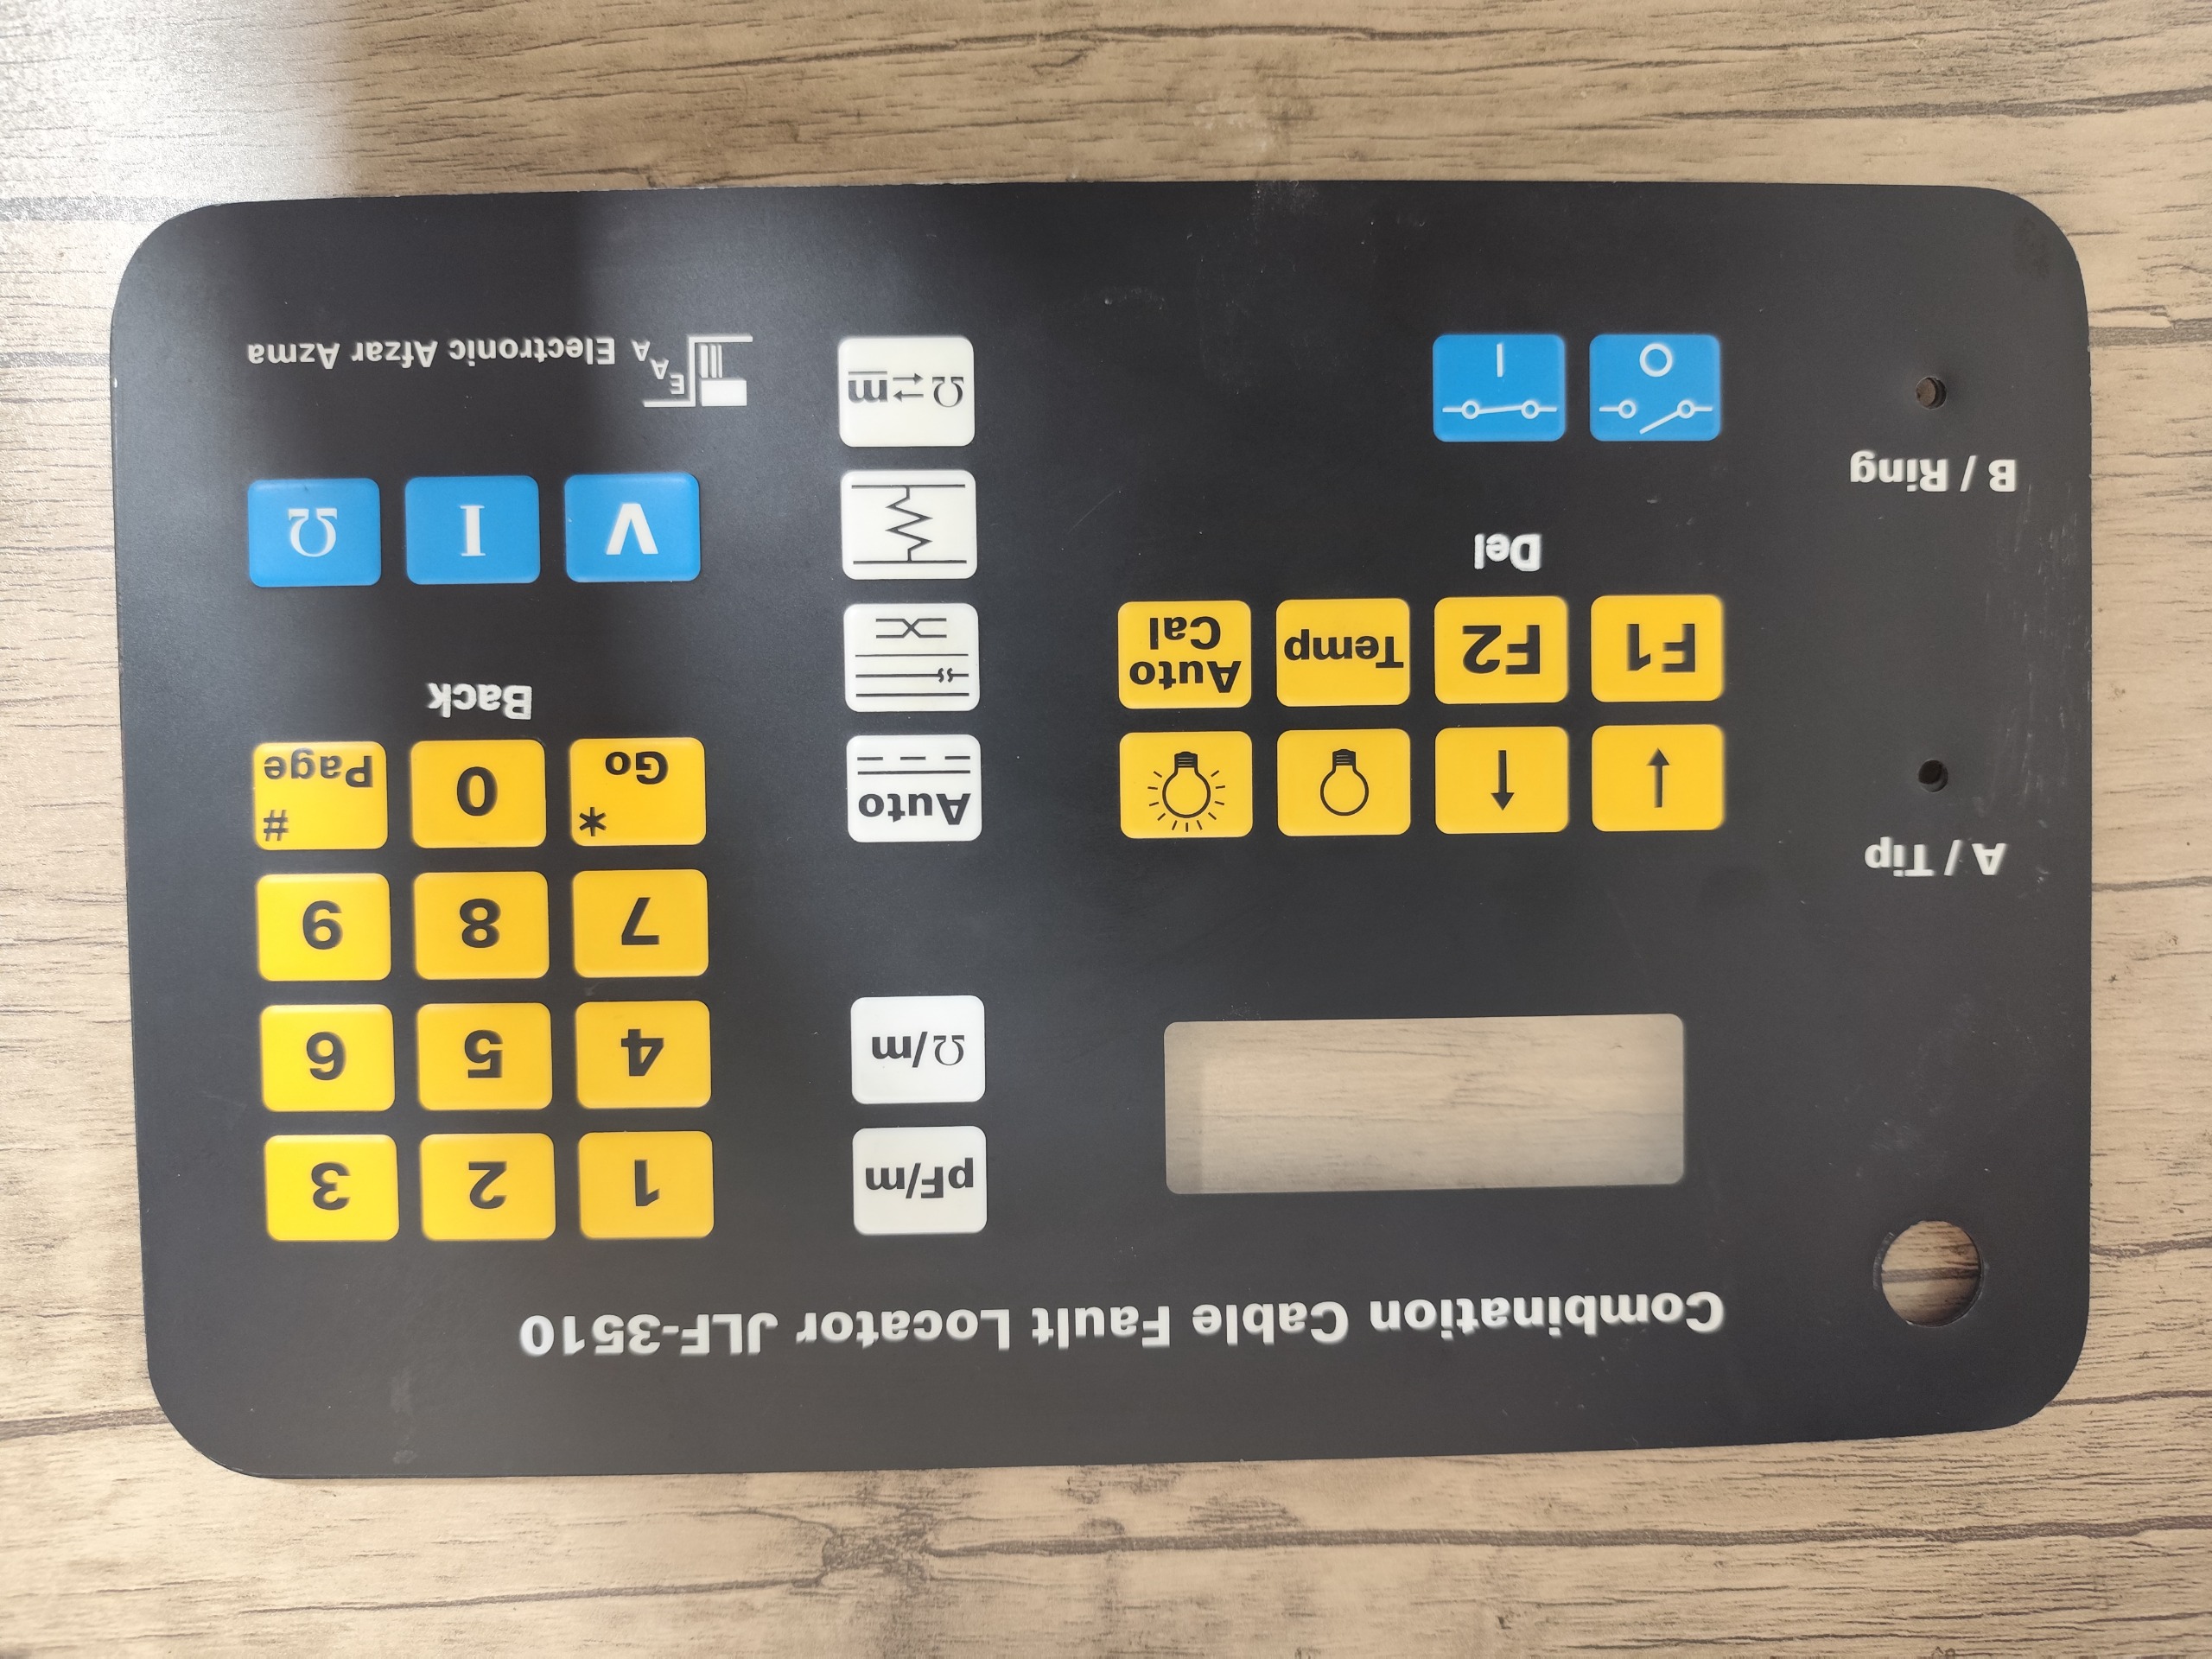 Combination Cable Fault Locator JLF-3510
A / Tip
B / Ring
↑ ↓
F1 F2 Temp Auto Cal
Del
O I
pF/m
Ω/m
Auto
Ω⇄m
1 2 3
4 5 6
7 8 9
* Go 0 # Page
Back
V I Ω
E A A Electronic Afzar Azma